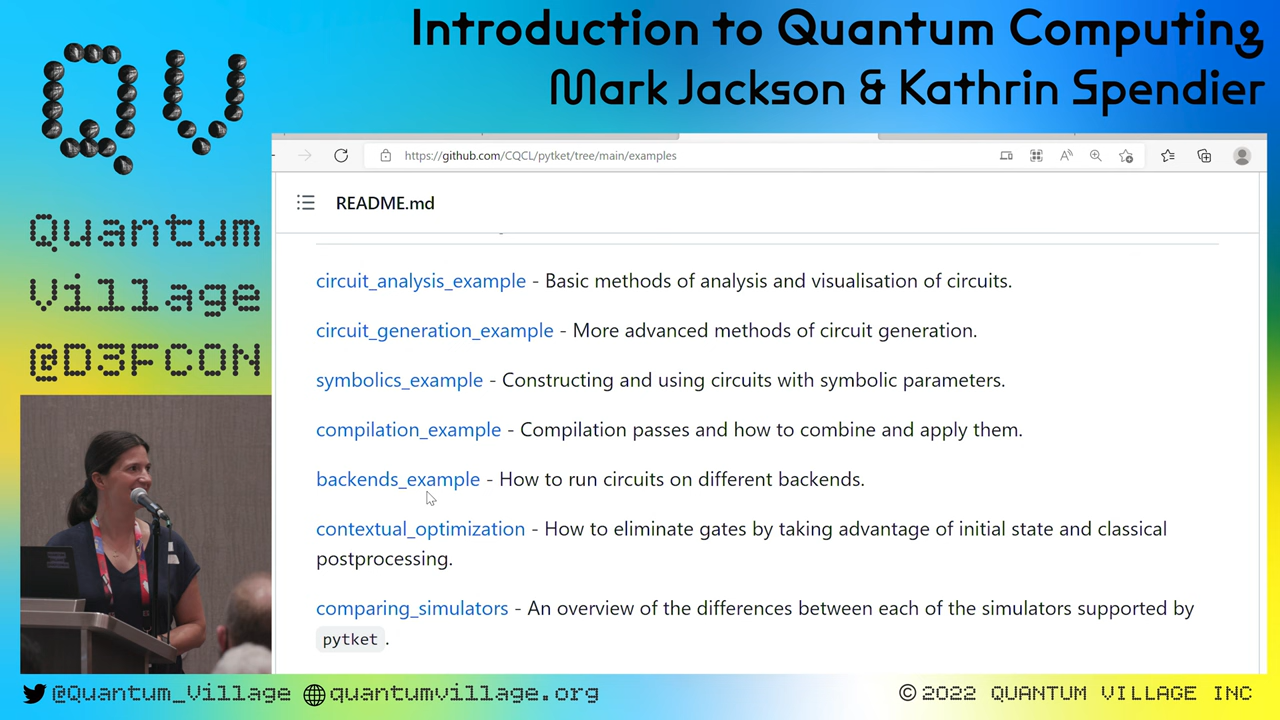 Introduction to Quantum Computing
Mark Jackson & Kathrin Spendier
QV
Quantum
Village
@D3FCON
https://github.com/CQCL/pytket/tree/main/examples
README.md
circuit_analysis_example - Basic methods of analysis and visualisation of circuits.
circuit_generation_example - More advanced methods of circuit generation.
symbolics_example - Constructing and using circuits with symbolic parameters.
compilation_example - Compilation passes and how to combine and apply them.
backends_example - How to run circuits on different backends.
contextual_optimization - How to eliminate gates by taking advantage of initial state and classical
postprocessing.
comparing_simulators - An overview of the differences between each of the simulators supported by
pytket.
@Quantum_Village quantumvillage.org
©2022 QUANTUM VILLAGE INC